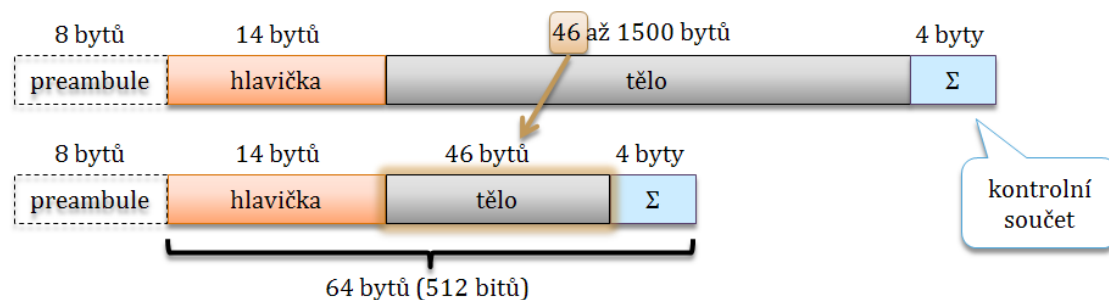 8 bytů 14 bytů 46 až 1500 bytů 4 byty
preambule hlavička tělo Σ
8 bytů 14 bytů 46 bytů 4 byty
preambule hlavička tělo Σ
kontrolní
součet
64 bytů (512 bitů)